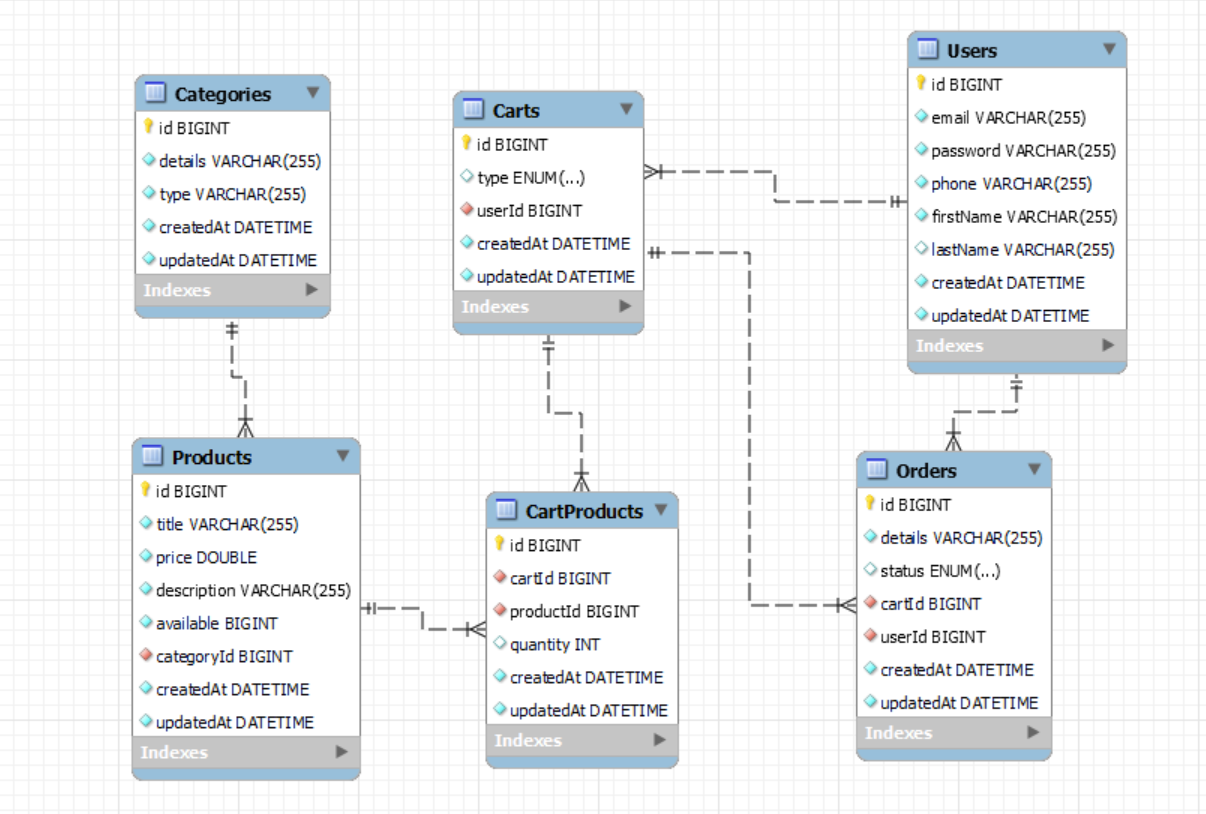 Categories
id BIGINT
details VARCHAR(255)
type VARCHAR(255)
createdAt DATETIME
updatedAt DATETIME
Indexes
Carts
id BIGINT
type ENUM(...)
userId BIGINT
createdAt DATETIME
updatedAt DATETIME
Indexes
Users
id BIGINT
email VARCHAR(255)
password VARCHAR(255)
phone VARCHAR(255)
firstName VARCHAR(255)
lastName VARCHAR(255)
createdAt DATETIME
updatedAt DATETIME
Indexes
Products
id BIGINT
title VARCHAR(255)
price DOUBLE
description VARCHAR(255)
available BIGINT
categoryId BIGINT
createdAt DATETIME
updatedAt DATETIME
Indexes
CartProducts
id BIGINT
cartId BIGINT
productId BIGINT
quantity INT
createdAt DATETIME
updatedAt DATETIME
Indexes
Orders
id BIGINT
details VARCHAR(255)
status ENUM(...)
cartId BIGINT
userId BIGINT
createdAt DATETIME
updatedAt DATETIME
Indexes